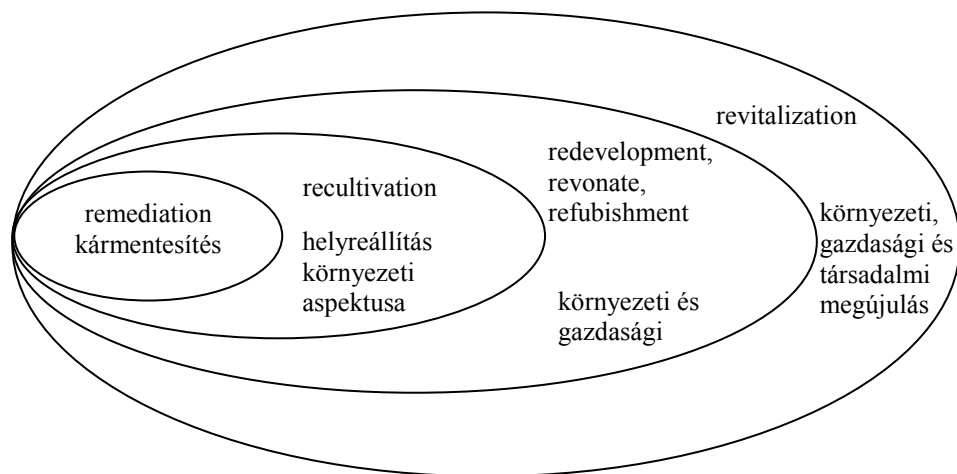 remediation
kármentesítés
recultivation
helyreállítás
környezeti
aspektusa
redevelopment,
revonate,
refubishment
környezeti és
gazdasági
revitalization
környezeti,
gazdasági és
társadalmi
megújulás